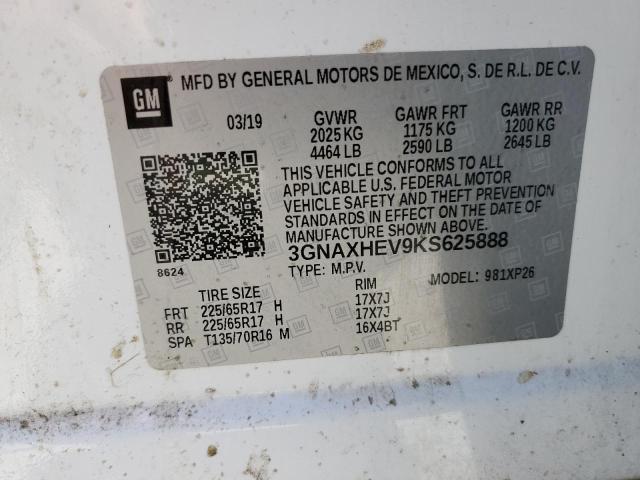 GM
MFD BY GENERAL MOTORS DE MEXICO, S. DE R.L. DE C.V.
03/19 GVWR GAWR FRT GAWR RR
2025 KG 1175 KG 1200 KG
4464 LB 2590 LB 2645 LB
THIS VEHICLE CONFORMS TO ALL
APPLICABLE U.S. FEDERAL MOTOR
VEHICLE SAFETY AND THEFT PREVENTION
STANDARDS IN EFFECT ON THE DATE OF
MANUFACTURE SHOWN ABOVE.
8624
3GNAXHEV9KS625888
TYPE: M.P.V. MODEL: 981XP26
TIRE SIZE RIM
FRT 225/65R17 H 17X7J
RR 225/65R17 H 17X7J
SPA T135/70R16 M 16X4BT